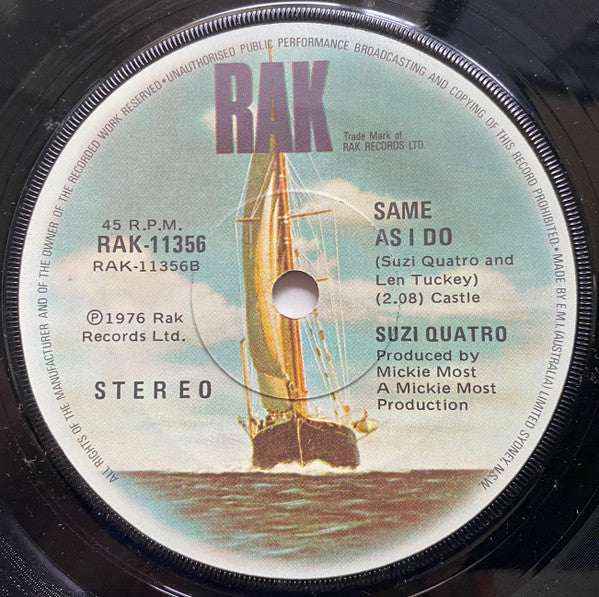 ALL RIGHTS OF THE MANUFACTURER AND OF THE OWNER OF THE RECORDED WORK RESERVED•UNAUTHORISED PUBLIC PERFORMANCE BROADCASTING AND COPYING OF THIS RECORD PROHIBITED•MADE BY E.M.I.(AUSTRALIA) LIMITED SYDNEY, N.S.W.
RAK
Trade Mark of
RAK RECORDS LTD.
45 R.P.M.
RAK-11356
RAK-11356B
℗1976 Rak
Records Ltd.
STEREO
SAME
AS I DO
(Suzi Quatro and
Len Tuckey)
(2.08) Castle
SUZI QUATRO
Produced by
Mickie Most
A Mickie Most
Production